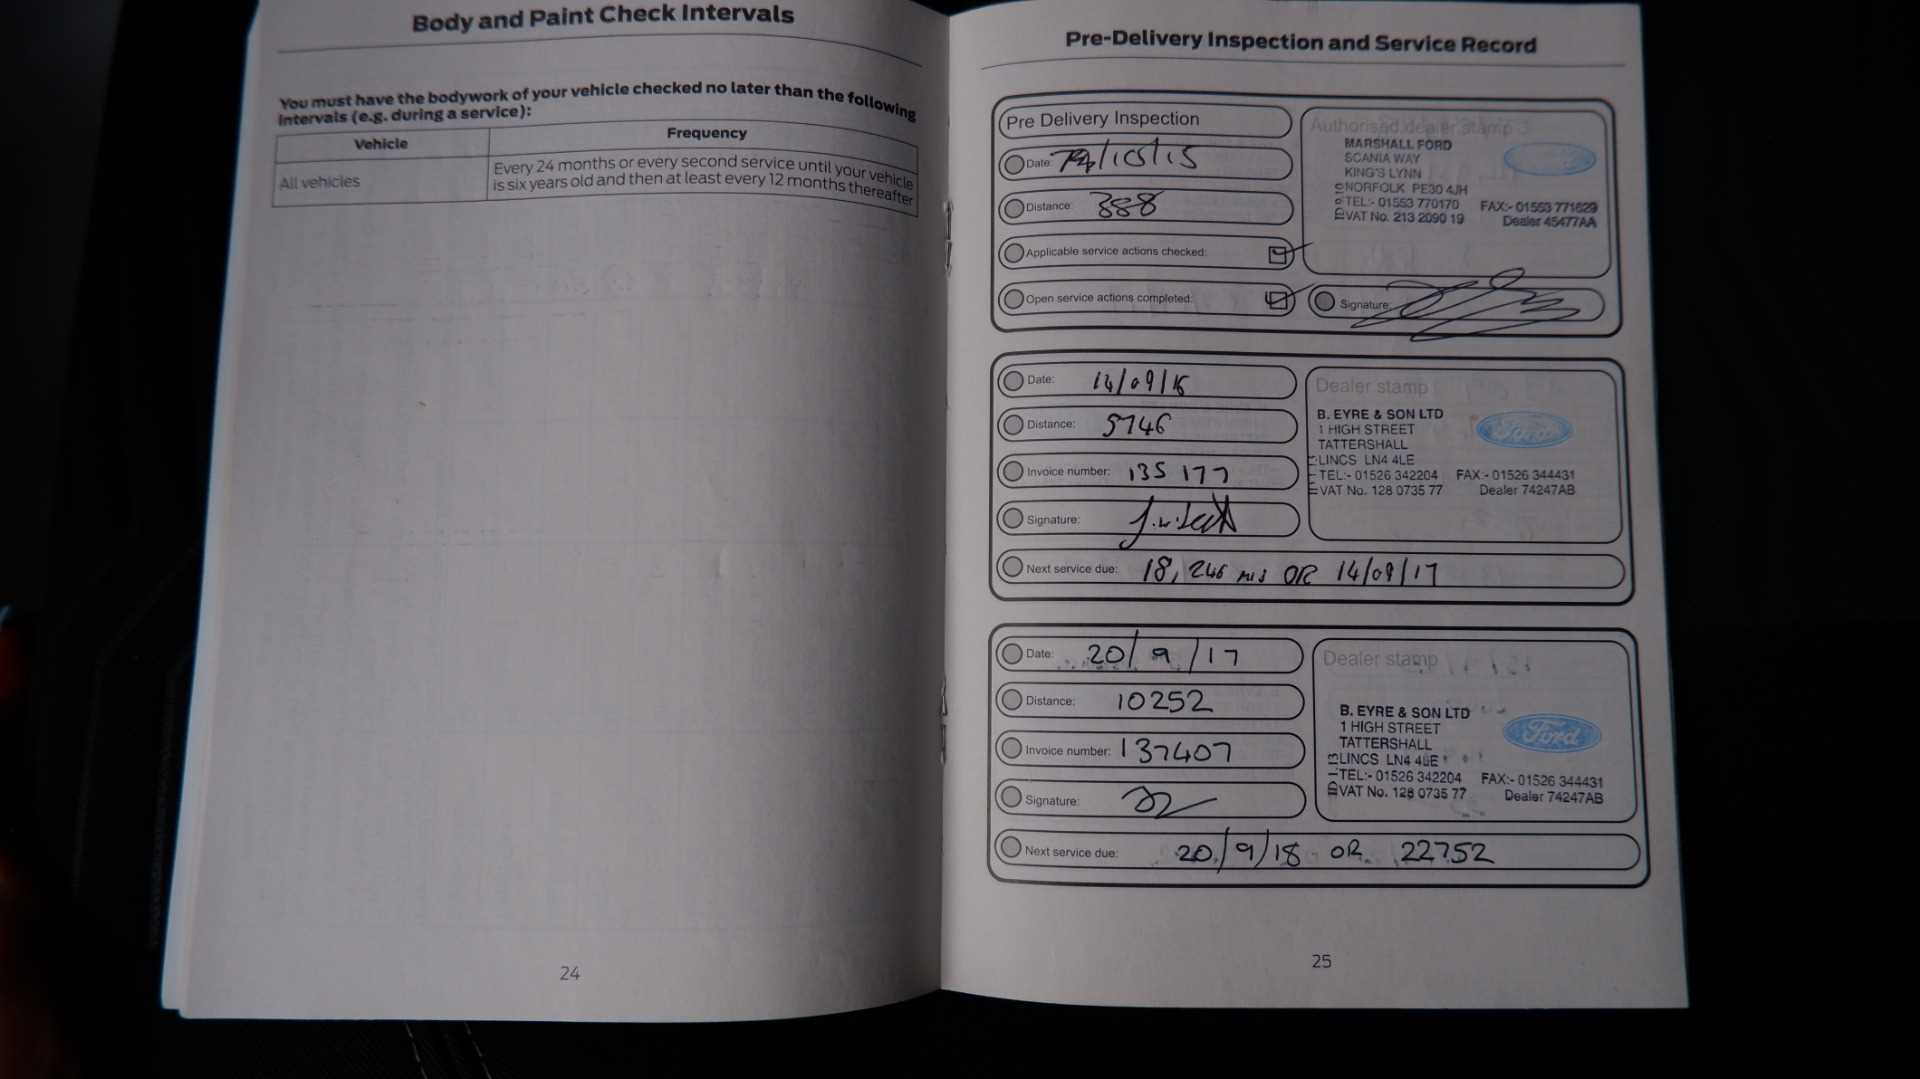 Body and Paint Check Intervals
You must have the bodywork of your vehicle checked no later than the following
intervals (e.g. during a service):
Vehicle
Frequency
All vehicles
Every 24 months or every second service until your vehicle
is six years old and then at least every 12 months thereafter
24
Pre-Delivery Inspection and Service Record
Pre Delivery Inspection
Date:
Distance: 388
Applicable service actions checked:
Open service actions completed:
Authorised dealer stamp
MARSHALL FORD
SCANIA WAY
KING'S LYNN
NORFOLK PE30 4JH
TEL:- 01553 770170 FAX:- 01553 771629
VAT No. 213 2090 19 Dealer 45477AA
Signature:
Date: 14/09/16
Distance: 5746
Invoice number: 135 177
Signature:
Next service due: 18,246 mls OR 14/09/17
Dealer stamp
B. EYRE & SON LTD
1 HIGH STREET
TATTERSHALL
LINCS LN4 4LE
TEL:- 01526 342204 FAX:- 01526 344431
VAT No. 128 0735 77 Dealer 74247AB
Ford
Date: 20/9/17
Distance: 10252
Invoice number: 137407
Signature:
Next service due: 20/9/18 OR 22752
Dealer stamp
B. EYRE & SON LTD
1 HIGH STREET
TATTERSHALL
LINCS LN4 4LE
TEL:- 01526 342204 FAX:- 01526 344431
VAT No. 128 0735 77 Dealer 74247AB
Ford
25